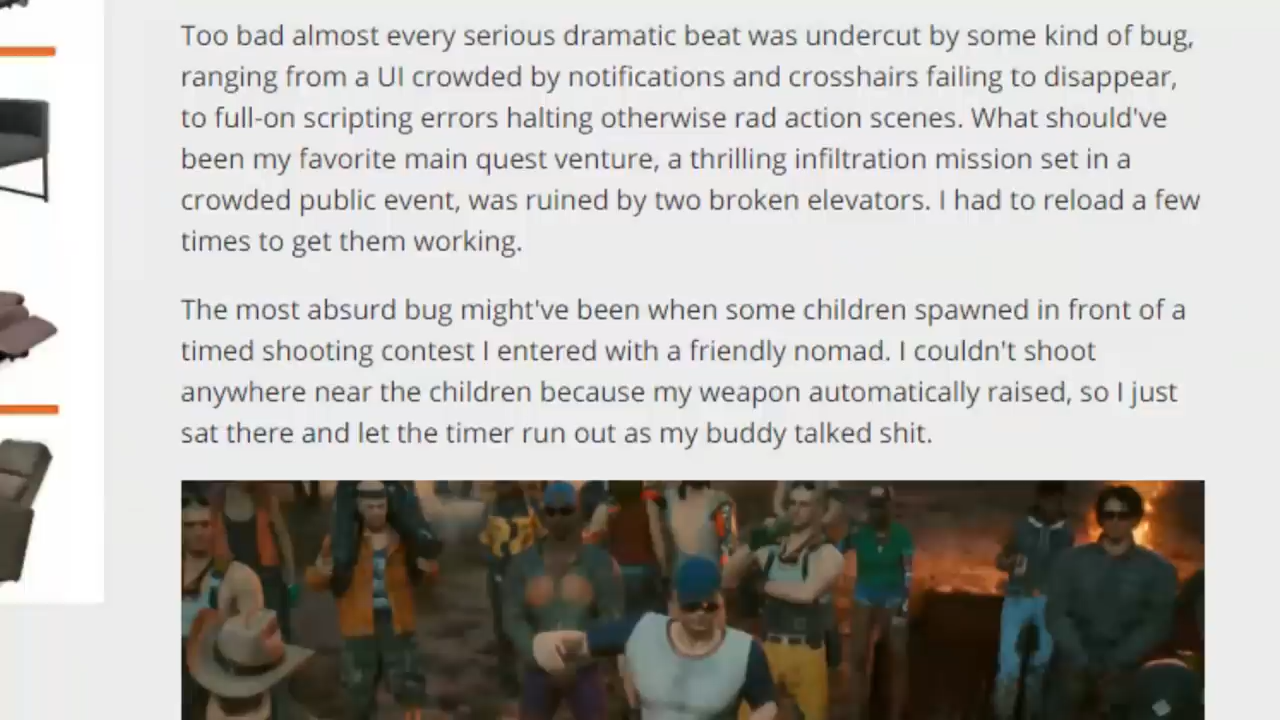 Too bad almost every serious dramatic beat was undercut by some kind of bug,
ranging from a UI crowded by notifications and crosshairs failing to disappear,
to full-on scripting errors halting otherwise rad action scenes. What should've
been my favorite main quest venture, a thrilling infiltration mission set in a
crowded public event, was ruined by two broken elevators. I had to reload a few
times to get them working.
The most absurd bug might've been when some children spawned in front of a
timed shooting contest I entered with a friendly nomad. I couldn't shoot
anywhere near the children because my weapon automatically raised, so I just
sat there and let the timer run out as my buddy talked shit.